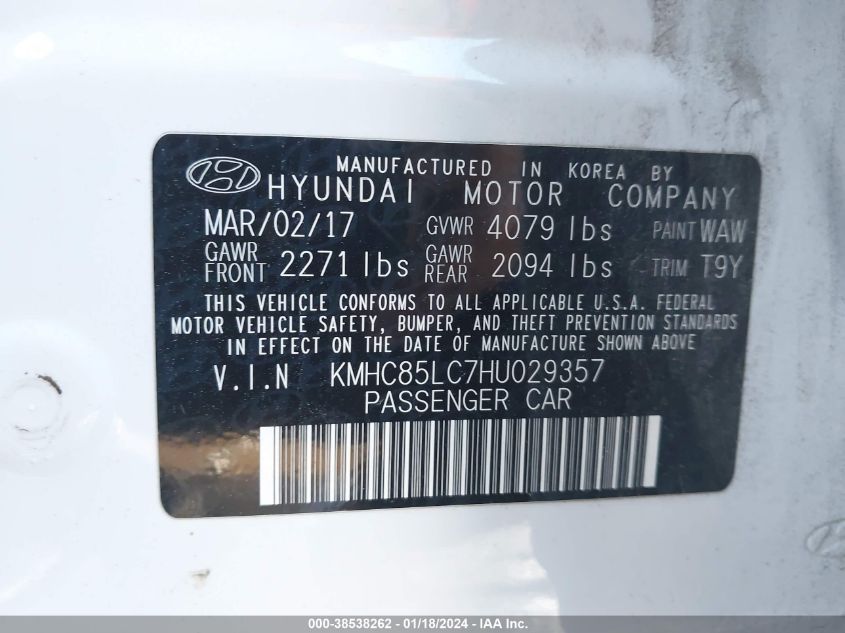 MANUFACTURED IN KOREA BY
HYUNDAI MOTOR COMPANY
MAR/02/17 GVWR 4079 lbs PAINT WAW
GAWR FRONT 2271 lbs GAWR REAR 2094 lbs TRIM T9Y
THIS VEHICLE CONFORMS TO ALL APPLICABLE U.S.A. FEDERAL
MOTOR VEHICLE SAFETY, BUMPER, AND THEFT PREVENTION STANDARDS
IN EFFECT ON THE DATE OF MANUFACTURE SHOWN ABOVE.
V.I.N KMHC85LC7HU029357
PASSENGER CAR
000-38538262 - 01/18/2024 - IAA Inc.